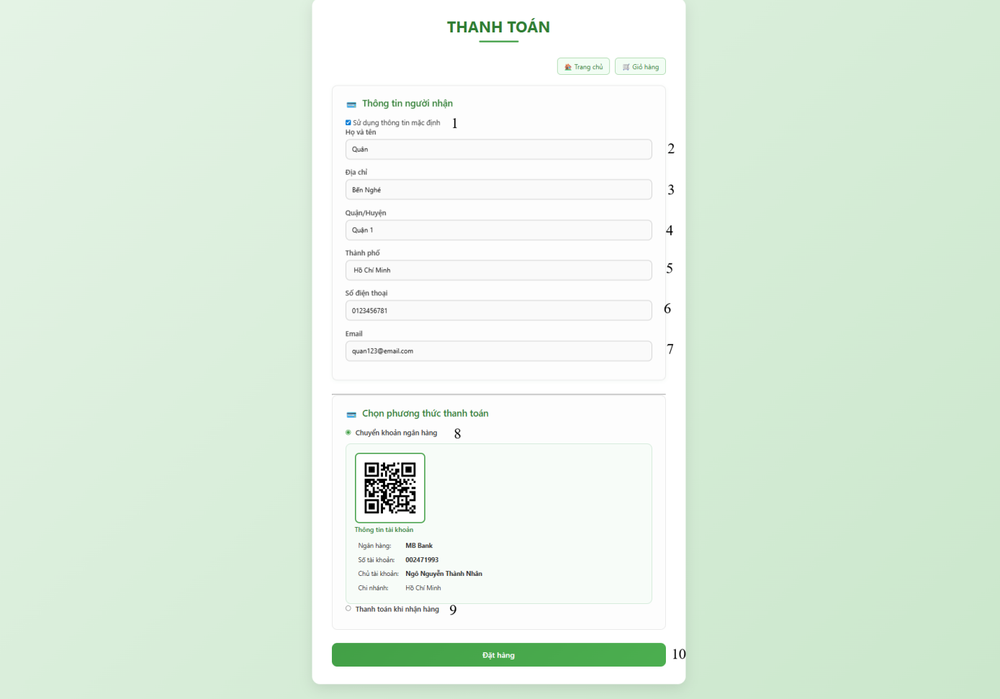 THANH TOÁN
Trang chủ
Giỏ hàng
Thông tin người nhận
Sử dụng thông tin mặc định 1
Họ và tên
Quân 2
Địa chỉ
Bến Nghé 3
Quận/Huyện
Quận 1 4
Thành phố
Hồ Chí Minh 5
Số điện thoại
0123456781 6
Email
quan123@email.com 7
Chọn phương thức thanh toán
Chuyển khoản ngân hàng 8
Thông tin tài khoản
Ngân hàng: MB Bank
Số tài khoản: 002471993
Chủ tài khoản: Ngô Nguyễn Thành Nhân
Chi nhánh: Hồ Chí Minh
Thanh toán khi nhận hàng 9
Đặt hàng 10